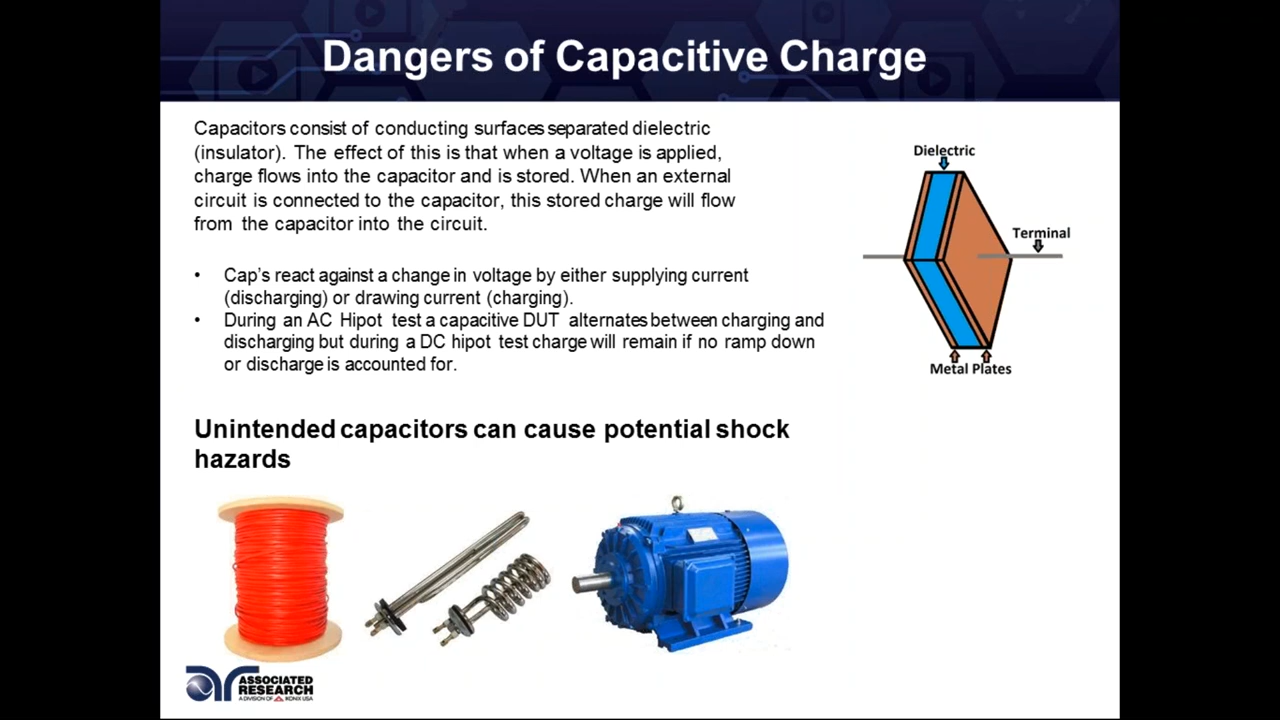 Dangers of Capacitive Charge
Capacitors consist of conducting surfaces separated dielectric
(insulator). The effect of this is that when a voltage is applied,
charge flows into the capacitor and is stored. When an external
circuit is connected to the capacitor, this stored charge will flow
from the capacitor into the circuit.
• Cap's react against a change in voltage by either supplying current
(discharging) or drawing current (charging).
• During an AC Hipot test a capacitive DUT alternates between charging and
discharging but during a DC hipot test charge will remain if no ramp down
or discharge is accounted for.
Dielectric
Terminal
Metal Plates
Unintended capacitors can cause potential shock
hazards
ASSOCIATED
RESEARCH
A DIVISION OF IKONIX USA